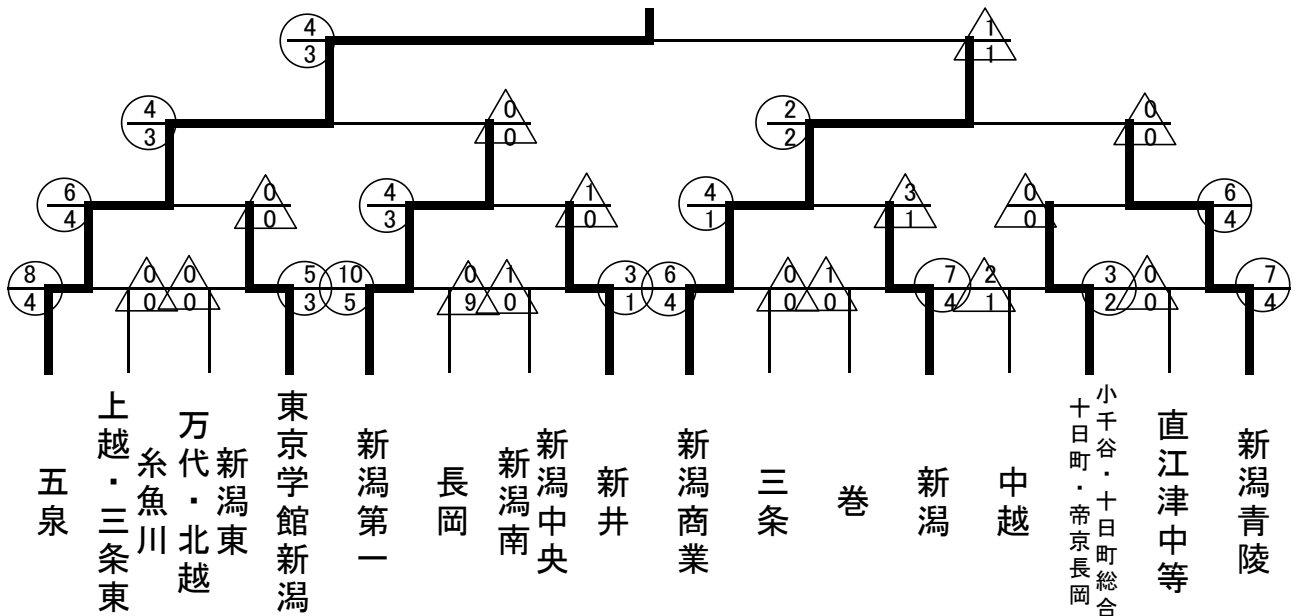 4 1
3 1
4 0 2 0
3 0 2 0
6 0 4 1 4 3 0 6
4 0 3 0 1 1 0 4
8 0 0 5 10 0 1 3 6 0 1 7 2 3 0 7
4 0 0 3 5 9 0 1 4 0 0 4 1 2 0 4
五泉
上越・三条東
糸魚川
万代・北越
新潟東
東京学館新潟
新潟第一
長岡
新潟南
新潟中央
新井
新潟商業
三条
巻
新潟
中越
十日町・帝京長岡
小千谷・十日町総合
直江津中等
新潟青陵